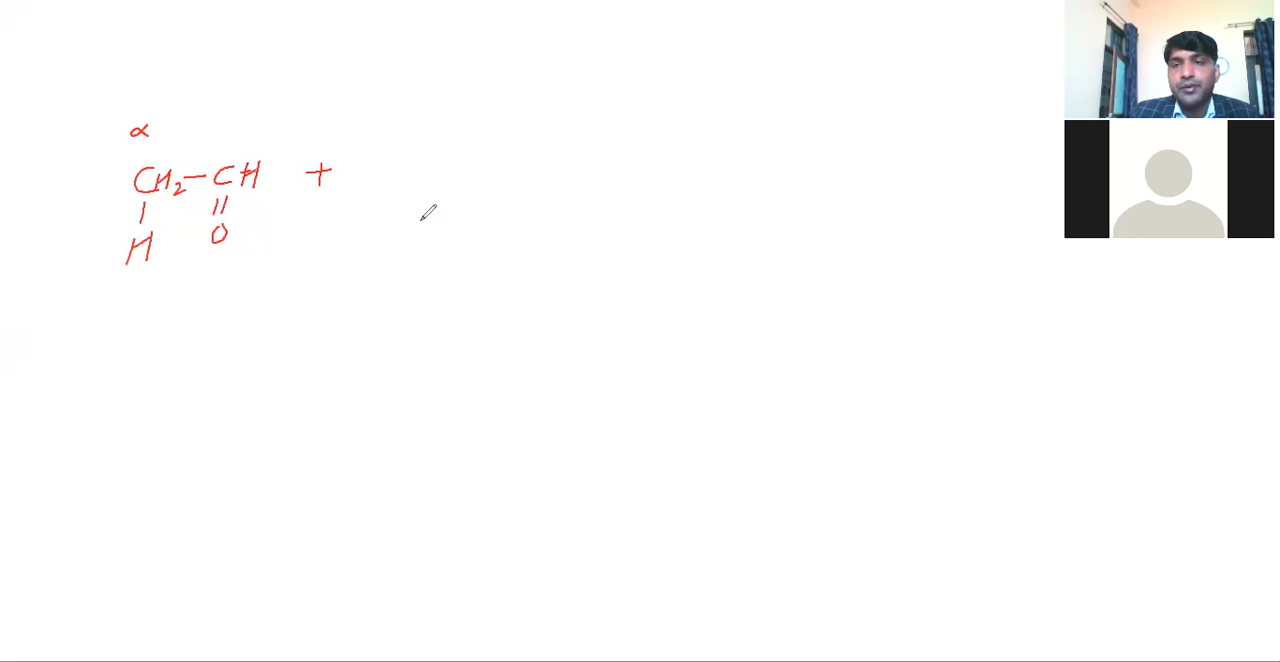 α
CH2-CH +
| ||
H O